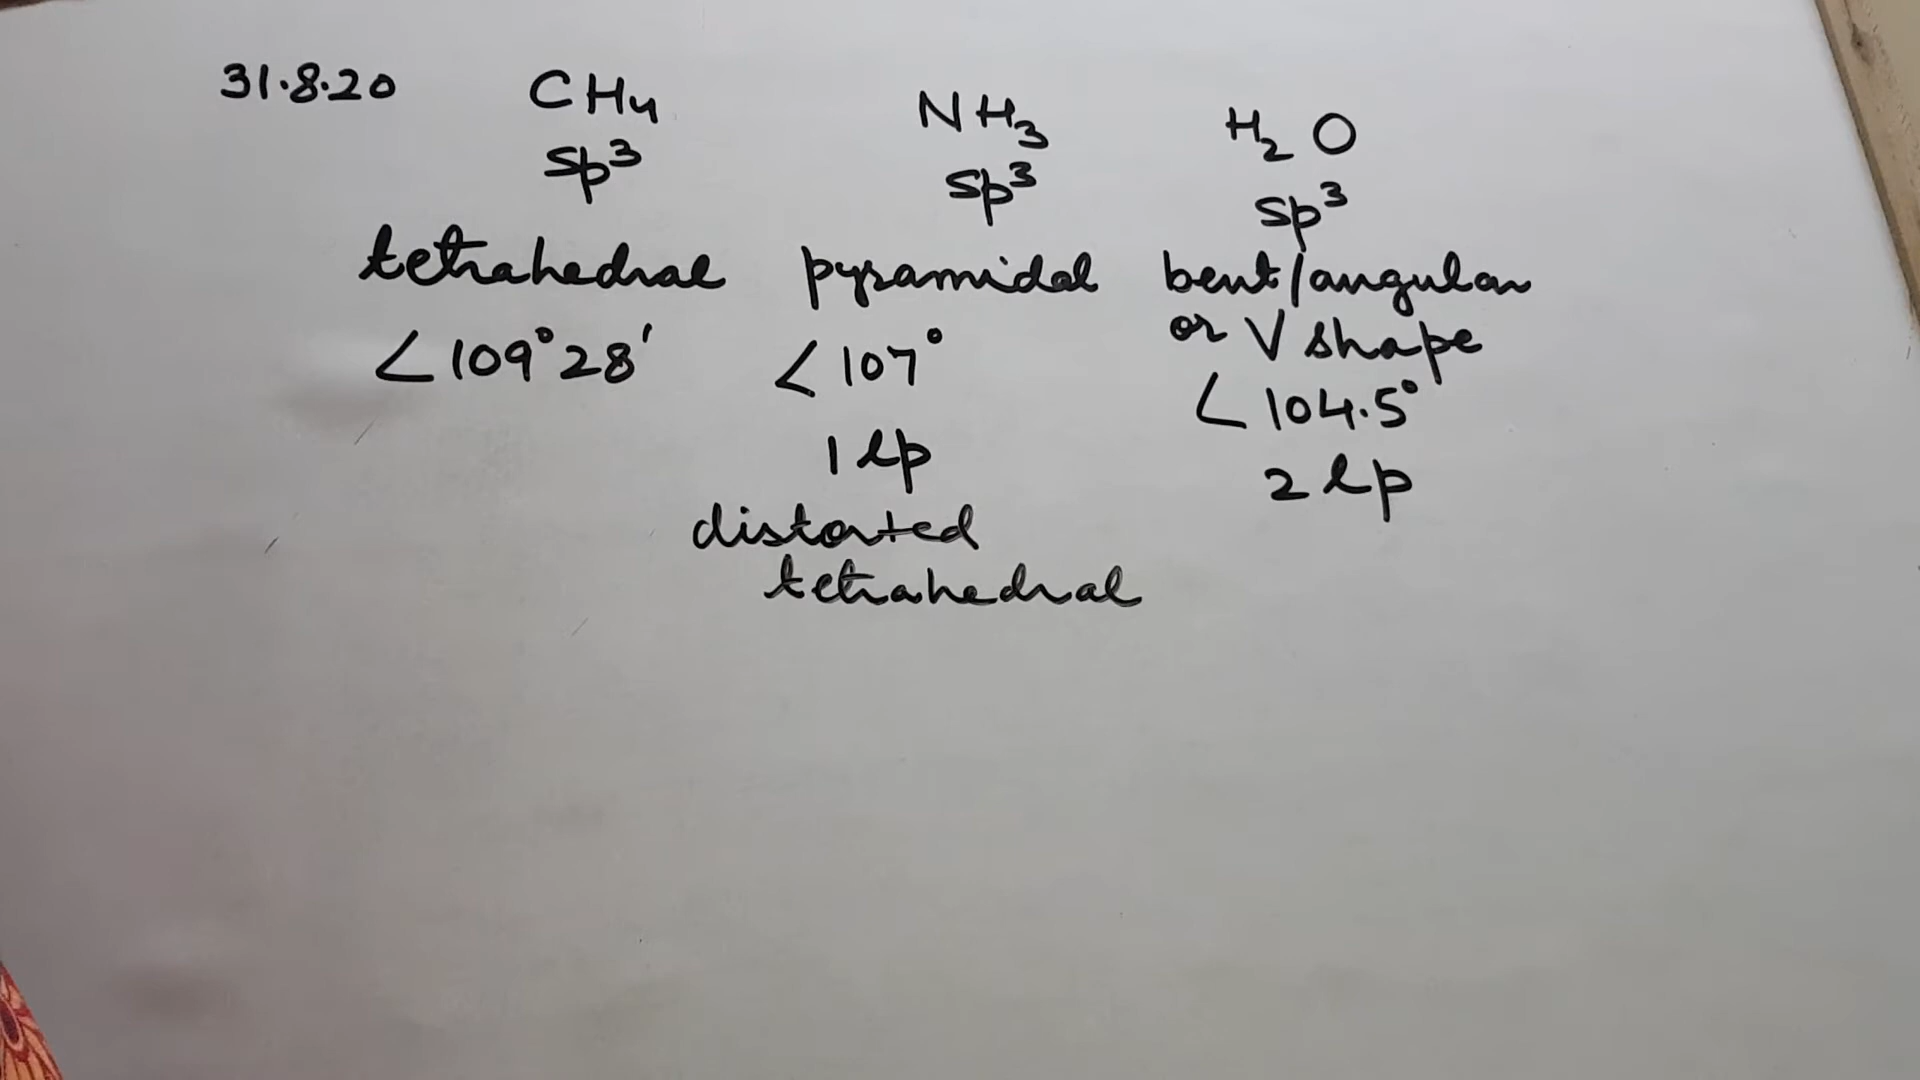 31.8.20 CH4 NH3 H2O
sp3 sp3 sp3
tetrahedral pyramidal bent/angular
or V shape
∠109°28' ∠107° ∠104.5°
1 lp 2 lp
distorted
tetrahedral